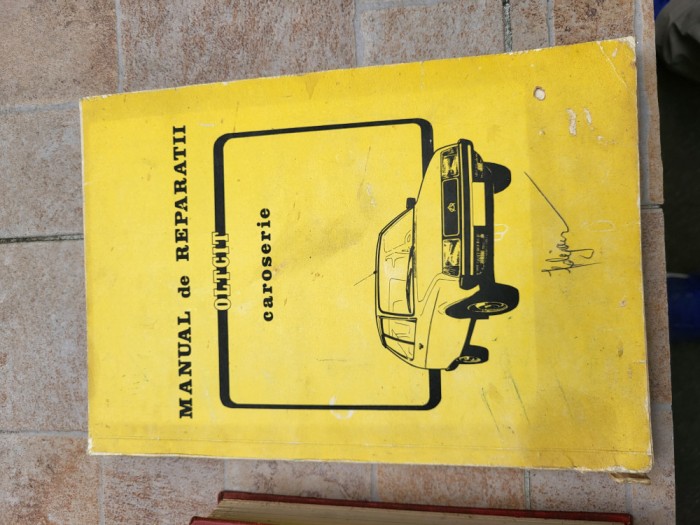 MANUAL de REPARATII
OLTCIT
caroserie